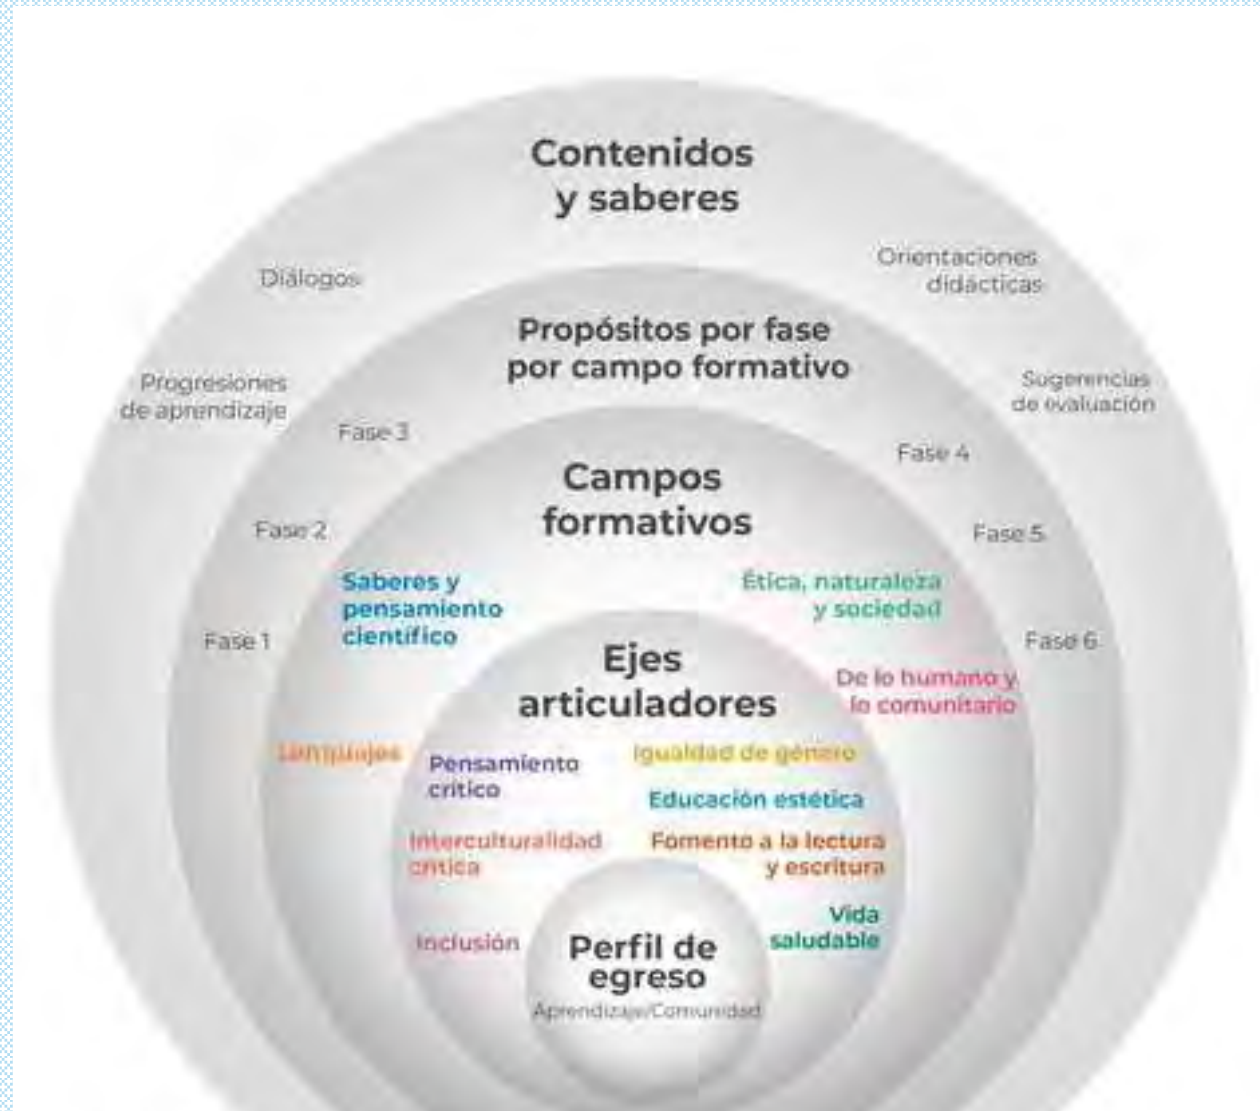 Contenidos
y saberes
Diálogos
Orientaciones
didácticas
Propósitos por fase
por campo formativo
Progresiones
de aprendizaje
Sugerencias
de evaluación
Fase 3
Fase 4
Campos
formativos
Fase 2
Fase 5
Saberes y
pensamiento
científico
Ética, naturaleza
y sociedad
Fase 1
Fase 6
Ejes
articuladores
De lo humano y
lo comunitario
Lenguajes
Pensamiento
crítico
Igualdad de género
Educación estética
Interculturalidad
crítica
Fomento a la lectura
y escritura
Inclusión
Vida
saludable
Perfil de
egreso
Aprendizaje/Comunidad